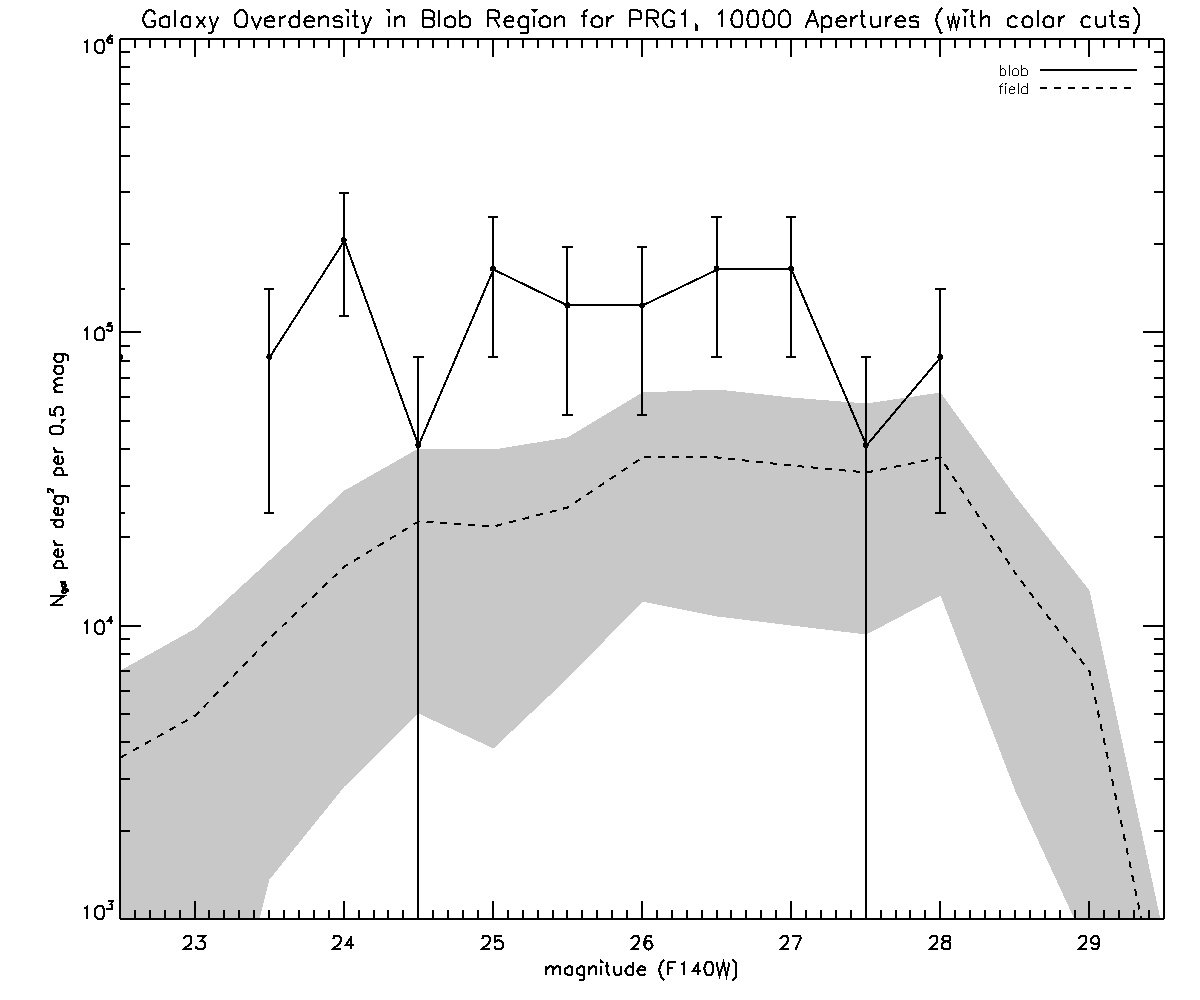 Galaxy Overdensity in Blob Region for PRG1, 10000 Apertures (with color cuts)
10⁶
blob
field
10⁵
N_gal per deg² per 0.5 mag
10⁴
10³
23 24 25 26 27 28 29
magnitude (F140W)